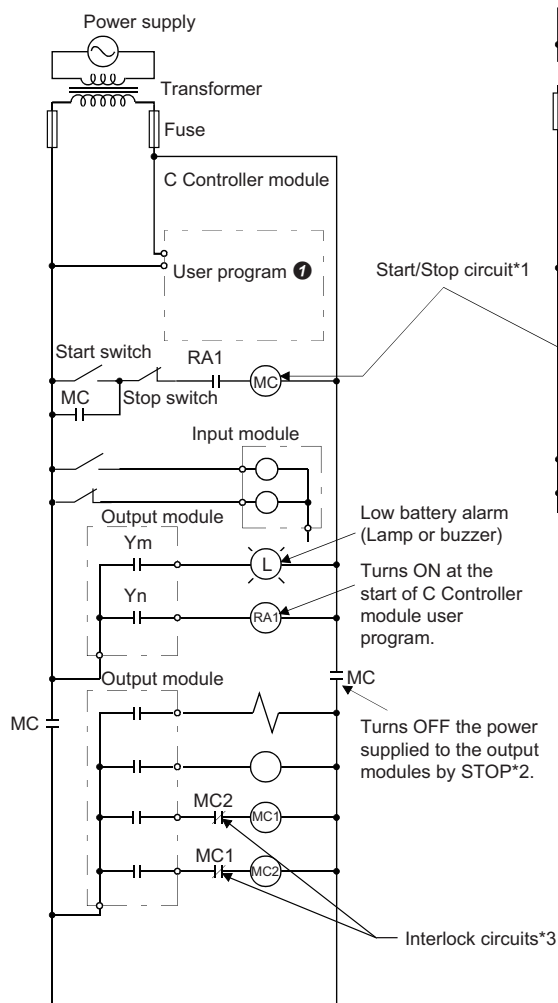 Power supply
Transformer
Fuse
C Controller module
User program ❶
Start/Stop circuit*1
Start switch
RA1
MC
MC
Stop switch
Input module
Output module
Low battery alarm
(Lamp or buzzer)
Ym
L
Turns ON at the
start of C Controller
module user
program.
Yn
RA1
Output module
MC
MC
Turns OFF the power
supplied to the output
modules by STOP*2.
MC2
MC1
MC1
MC2
Interlock circuits*3